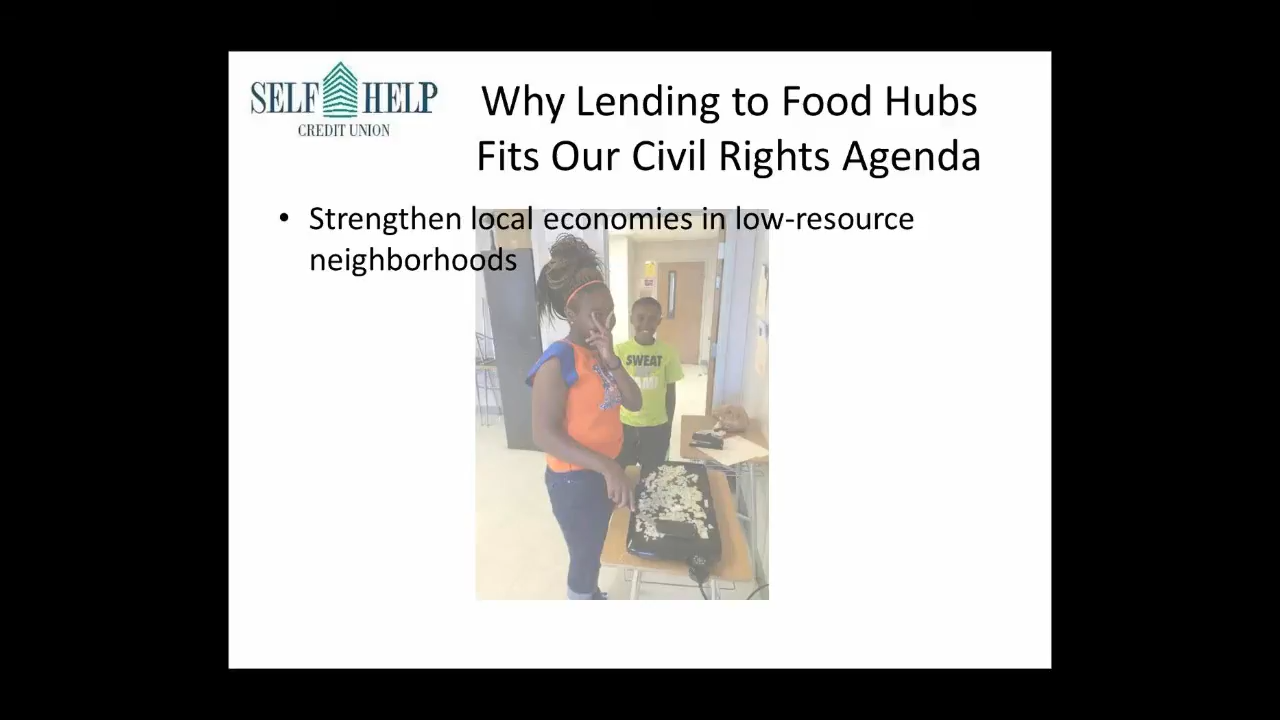 SELF HELP
CREDIT UNION
Why Lending to Food Hubs
Fits Our Civil Rights Agenda
• Strengthen local economies in low-resource
neighborhoods
SWEAT